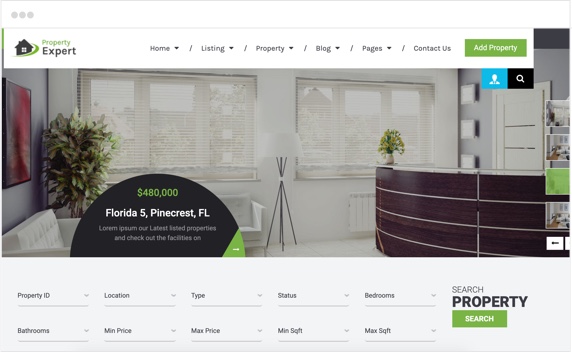 Property
Expert
Home / Listing / Property / Blog / Pages / Contact Us
Add Property
$480,000
Florida 5, Pinecrest, FL
Lorem ipsum our Latest listed properties
and check out the facilities on
Property ID Location Type Status Bedrooms
SEARCH
PROPERTY
Bathrooms Min Price Max Price Min Sqft Max Sqft
SEARCH